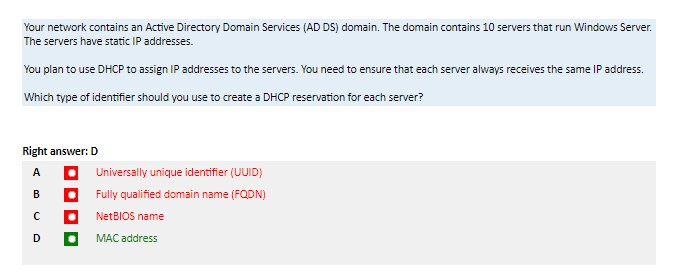 Your network contains an Active Directory Domain Services (AD DS) domain. The domain contains 10 servers that run Windows Server.
The servers have static IP addresses.
You plan to use DHCP to assign IP addresses to the servers. You need to ensure that each server always receives the same IP address.
Which type of identifier should you use to create a DHCP reservation for each server?
Right answer: D
A Universally unique identifier (UUID)
B Fully qualified domain name (FQDN)
C NetBIOS name
D MAC address